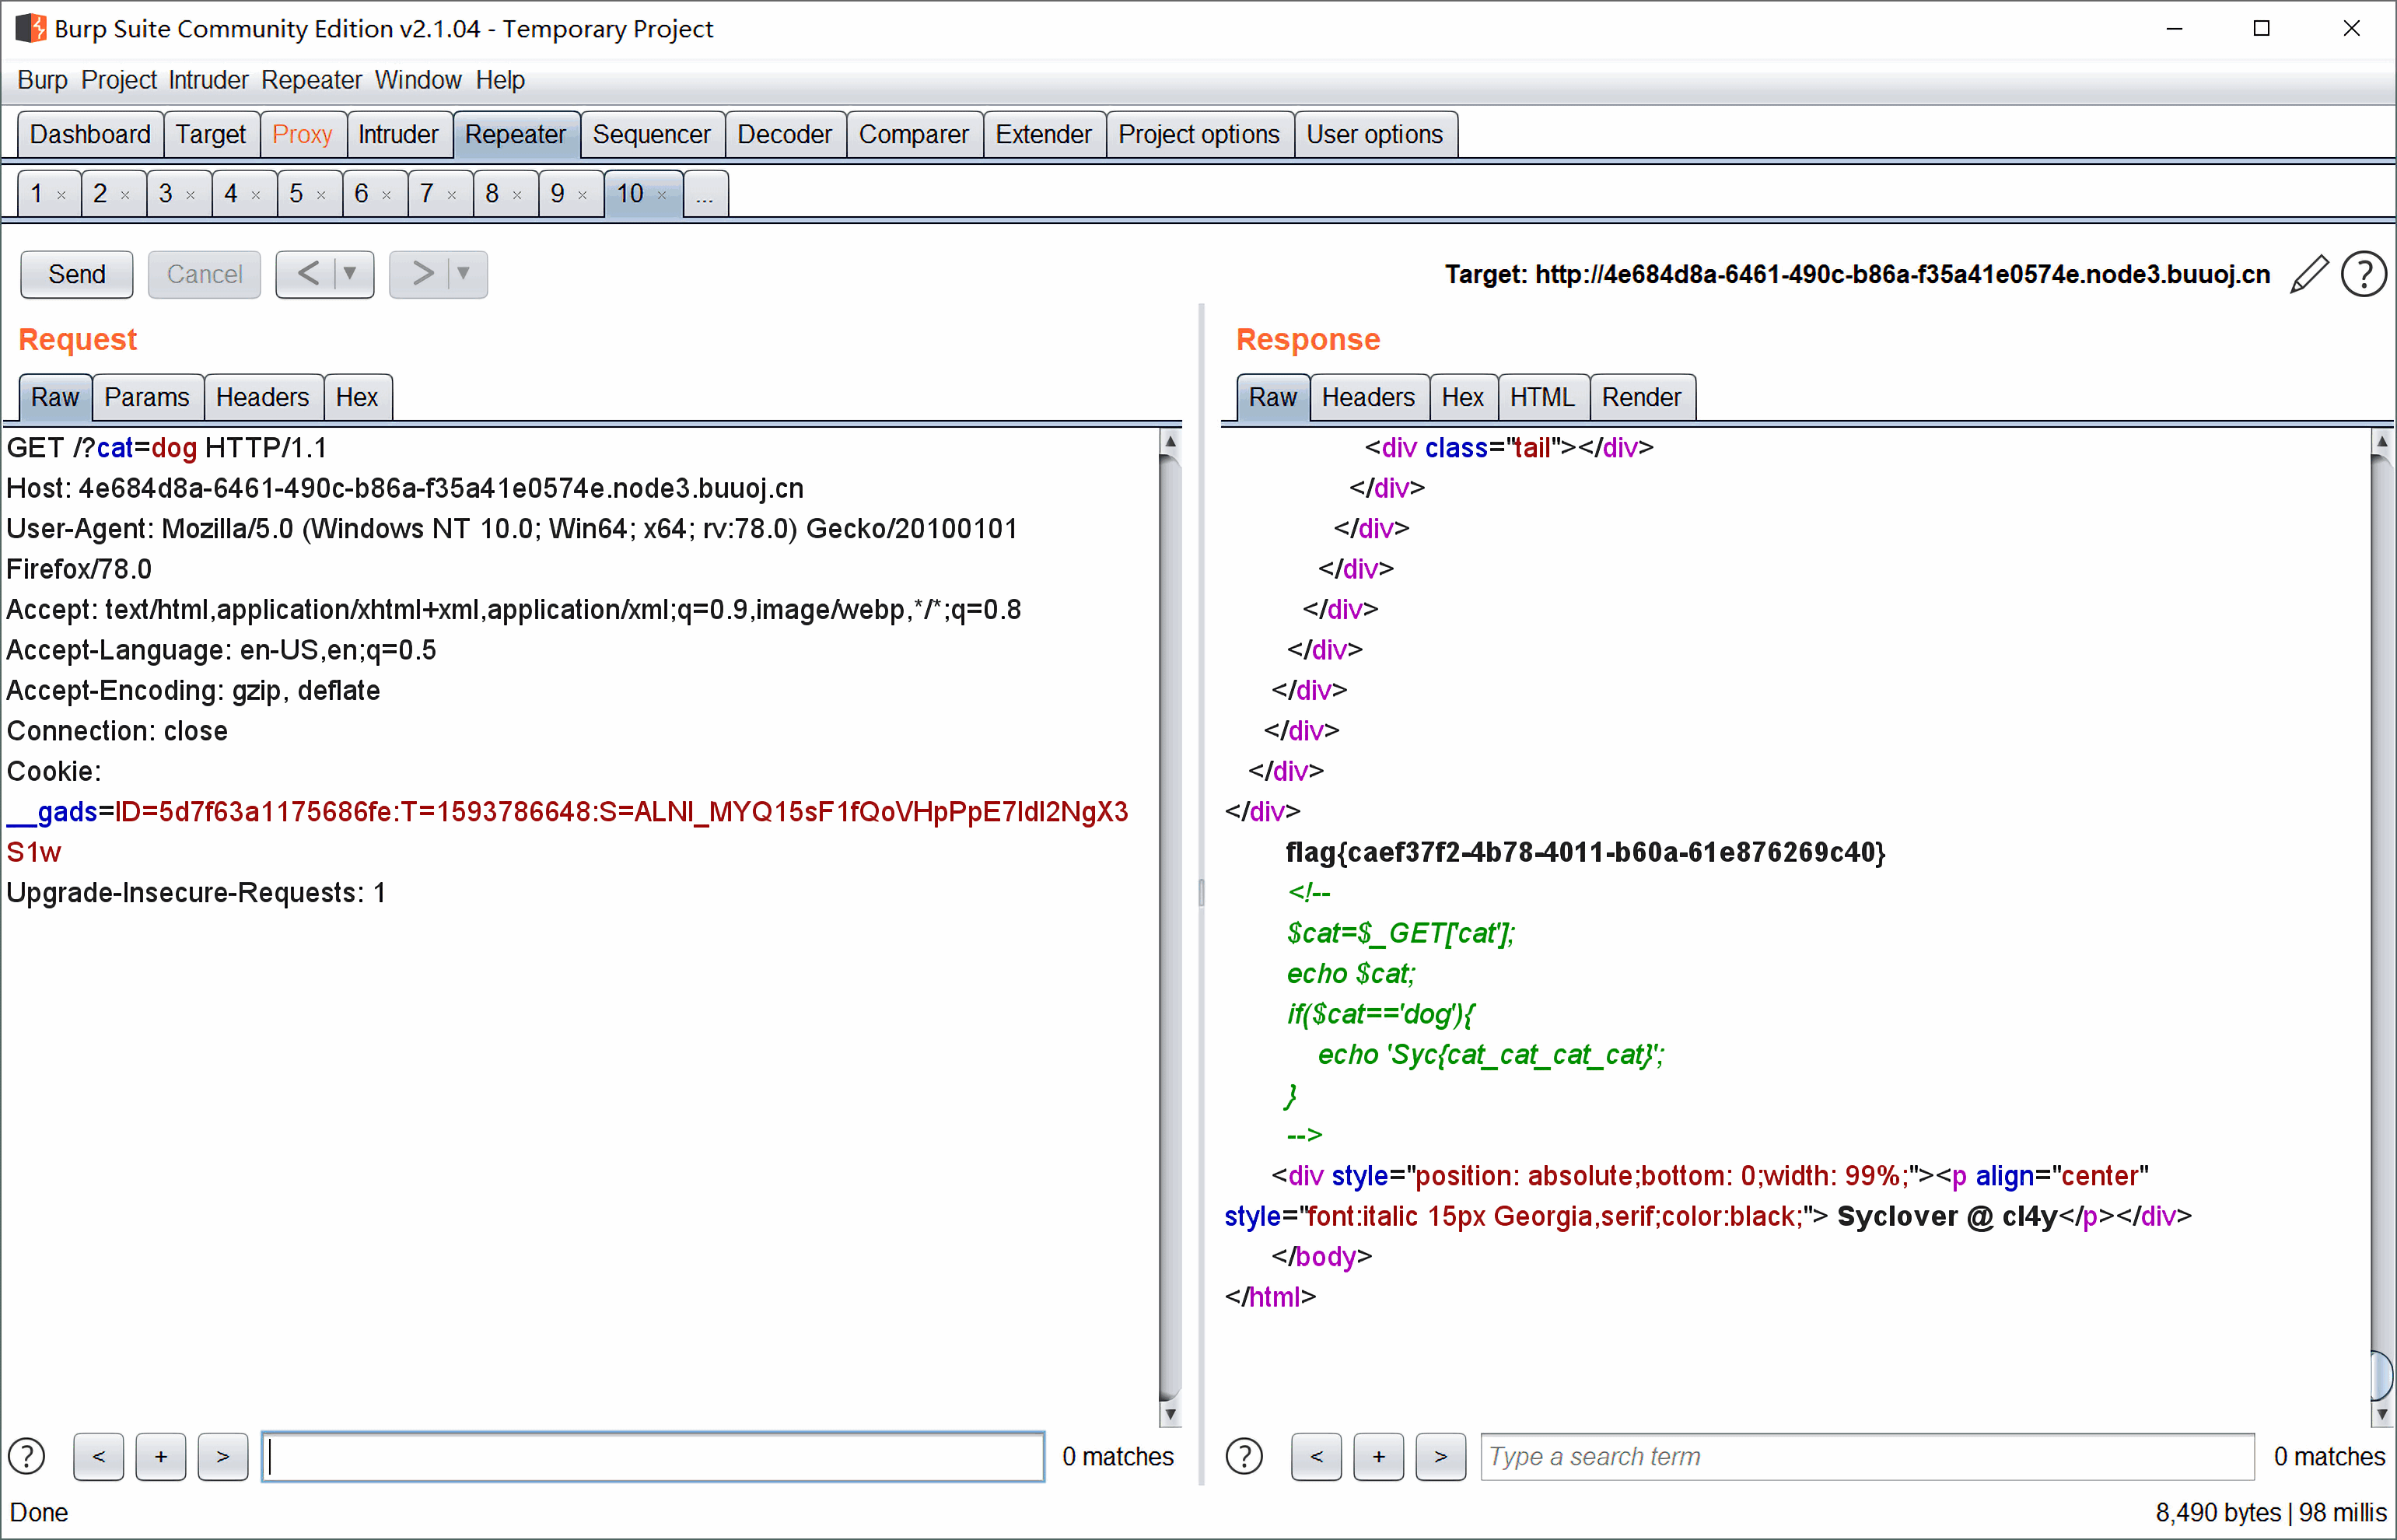 Burp Suite Community Edition v2.1.04 - Temporary Project
Burp Project Intruder Repeater Window Help
Dashboard Target Proxy Intruder Repeater Sequencer Decoder Comparer Extender Project options User options
1 × 2 × 3 × 4 × 5 × 6 × 7 × 8 × 9 × 10 × ...
Send Cancel < > Target: http://4e684d8a-6461-490c-b86a-f35a41e0574e.node3.buuoj.cn ?
Request
Raw Params Headers Hex
GET /?cat=dog HTTP/1.1
Host: 4e684d8a-6461-490c-b86a-f35a41e0574e.node3.buuoj.cn
User-Agent: Mozilla/5.0 (Windows NT 10.0; Win64; x64; rv:78.0) Gecko/20100101
Firefox/78.0
Accept: text/html,application/xhtml+xml,application/xml;q=0.9,image/webp,*/*;q=0.8
Accept-Language: en-US,en;q=0.5
Accept-Encoding: gzip, deflate
Connection: close
Cookie:
__gads=ID=5d7f63a1175686fe:T=1593786648:S=ALNI_MYQ15sF1fQoVHpPpE7ldI2NgX3
S1w
Upgrade-Insecure-Requests: 1
? < + > 0 matches
Response
Raw Headers Hex HTML Render
<div class="tail"></div>
</div>
</div>
</div>
</div>
</div>
</div>
</div>
</div>
</div>
flag{caef37f2-4b78-4011-b60a-61e876269c40}
<!--
$cat=$_GET['cat'];
echo $cat;
if($cat=='dog'){
echo 'Syc{cat_cat_cat_cat}';
}
-->
<div style="position: absolute;bottom: 0;width: 99%;"><p align="center"
style="font:italic 15px Georgia,serif;color:black;"> Syclover @ cl4y</p></div>
</body>
</html>
? < + > Type a search term 0 matches
Done 8,490 bytes | 98 millis